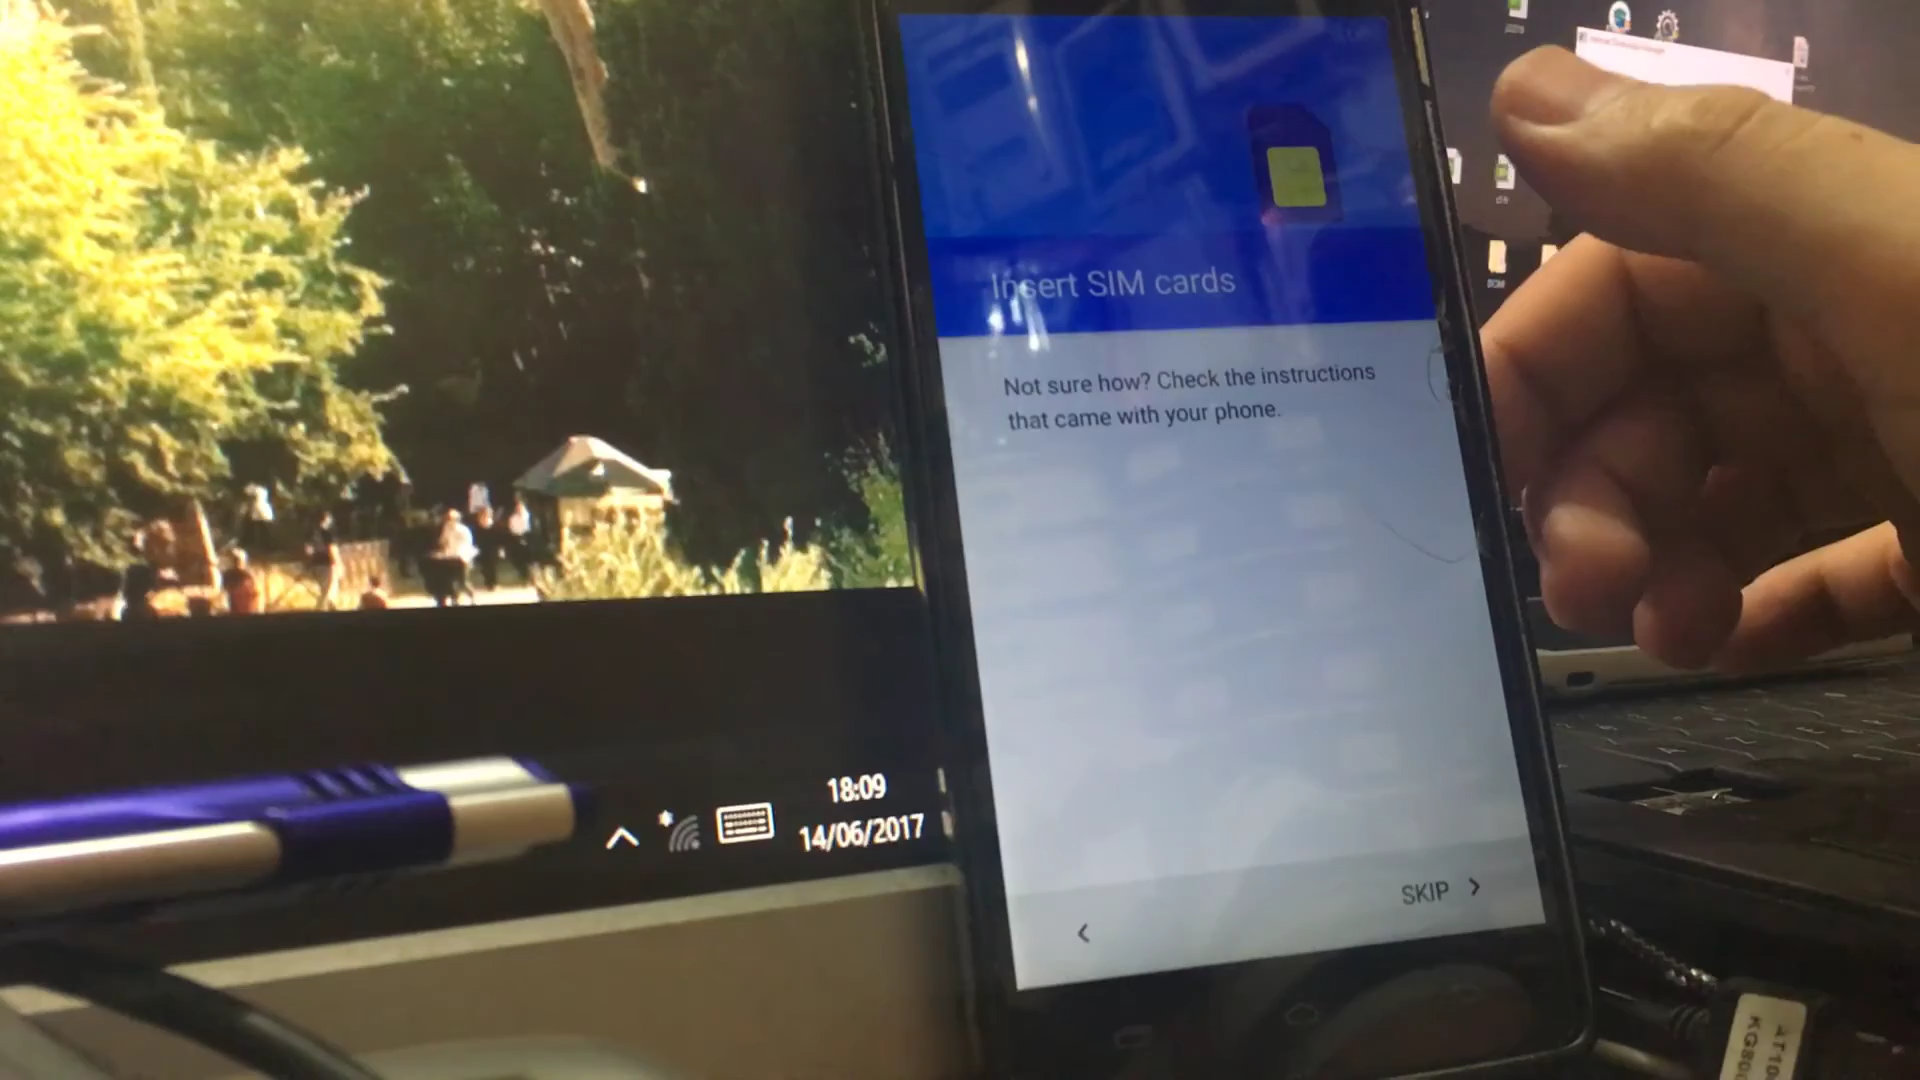 Insert SIM cards
Not sure how? Check the instructions
that came with your phone.
SKIP
18:09
14/06/2017